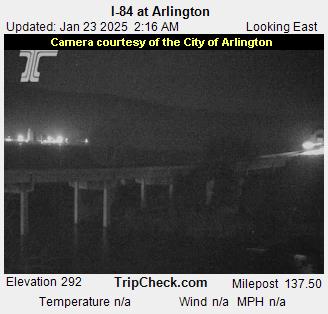 I-84 at Arlington
Updated: Jan 23 2025 2:16 AM Looking East
Camera courtesy of the City of Arlington
Elevation 292 TripCheck.com Milepost 137.50
Temperature n/a Wind n/a MPH n/a